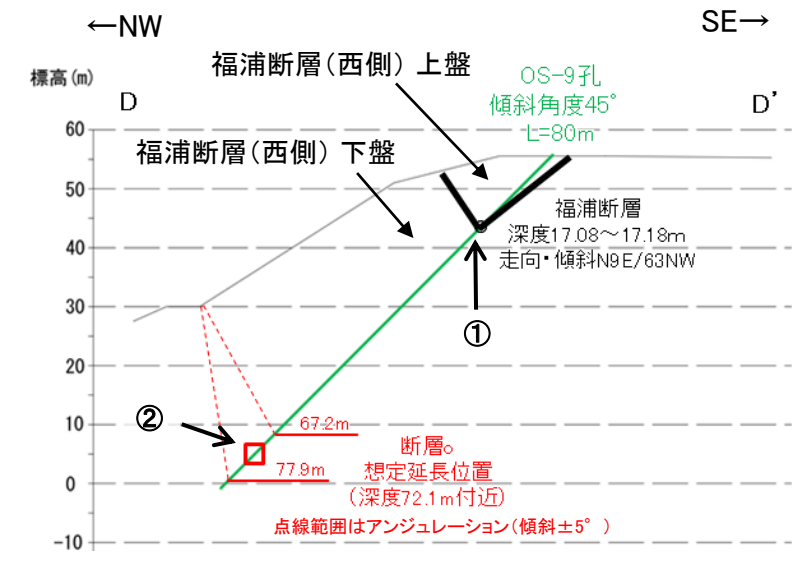 ←NW
SE→
福浦断層(西側) 上盤
標高(m)
OS-9孔
傾斜角度45°
L=80m
D
D'
福浦断層(西側) 下盤
60
50
40
30
20
10
0
-10
福浦断層
深度17.08～17.18m
走向・傾斜N9E/63NW
①
②
67.2m
77.9m
断層o
想定延長位置
(深度72.1m付近)
点線範囲はアンジュレーション(傾斜±5°)